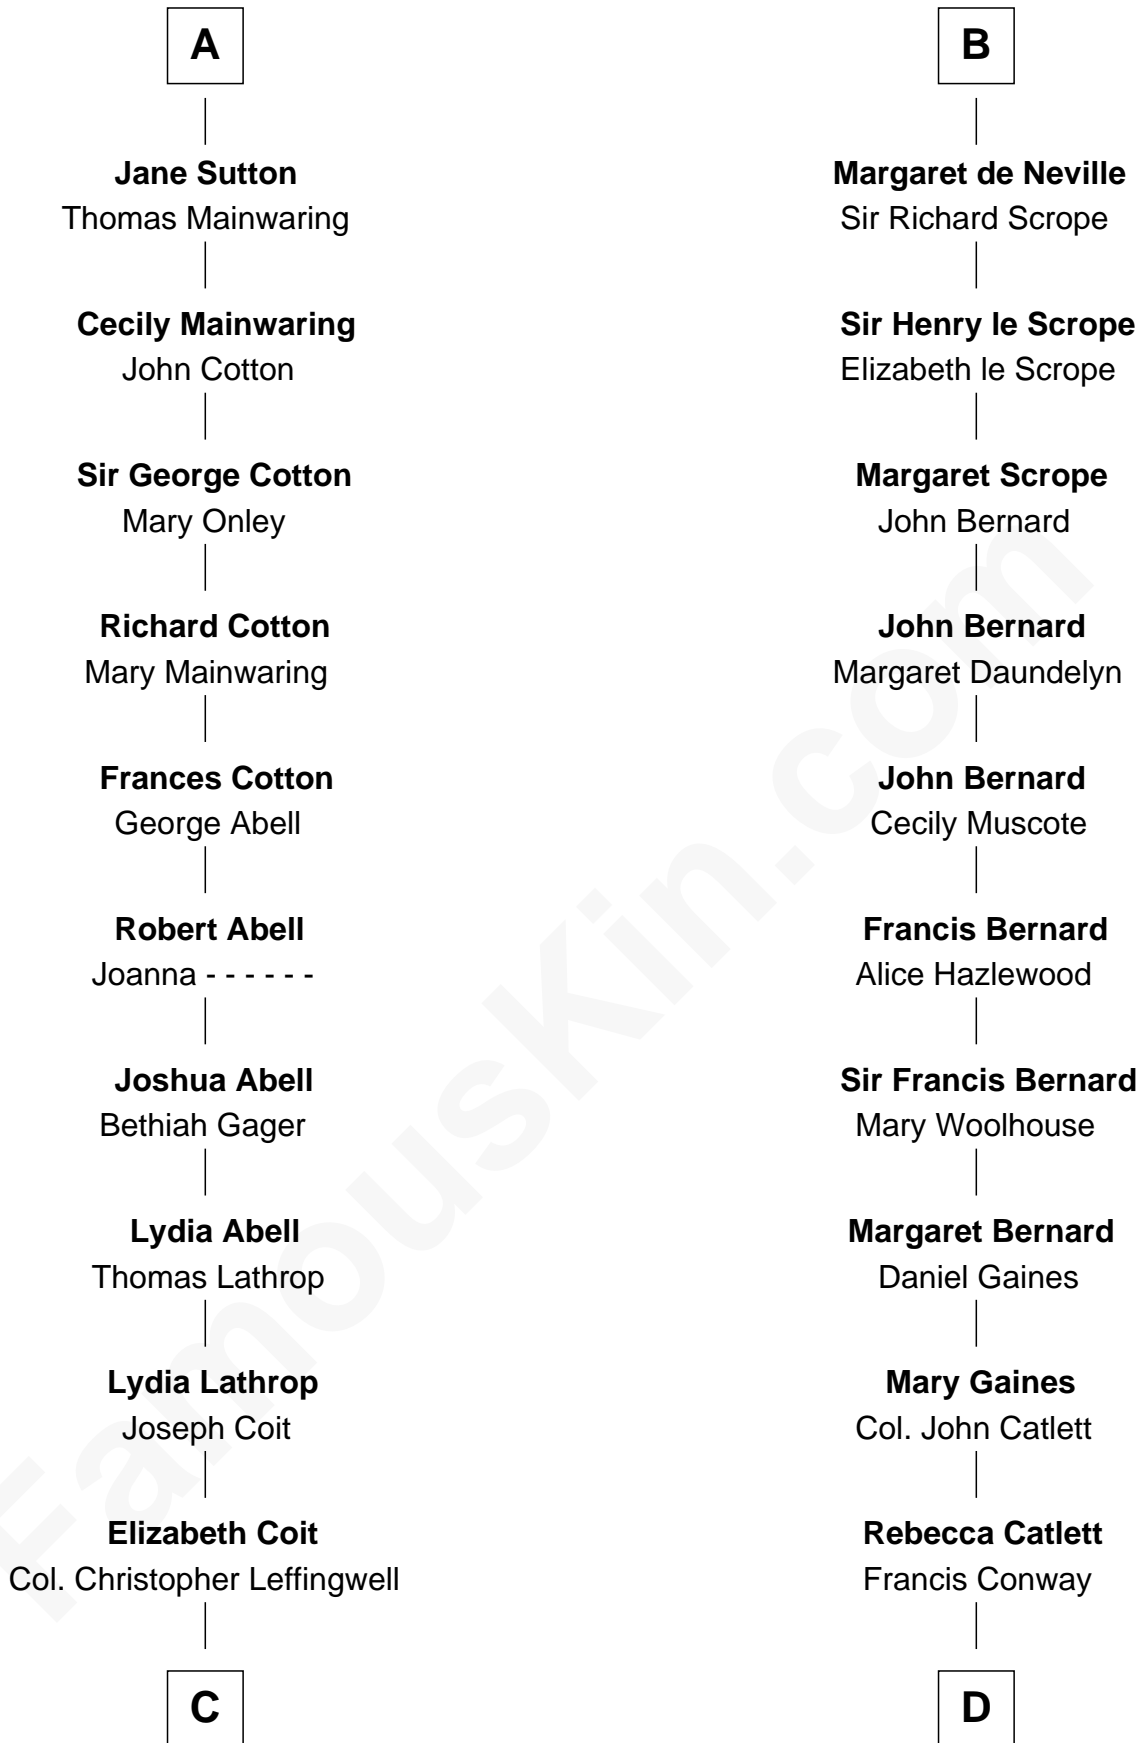 A
Jane Sutton
Thomas Mainwaring
Cecily Mainwaring
John Cotton
Sir George Cotton
Mary Onley
Richard Cotton
Mary Mainwaring
Frances Cotton
George Abell
Robert Abell
Joanna - - - - - -
Joshua Abell
Bethiah Gager
Lydia Abell
Thomas Lathrop
Lydia Lathrop
Joseph Coit
Elizabeth Coit
Col. Christopher Leffingwell
C
B
Margaret de Neville
Sir Richard Scrope
Sir Henry le Scrope
Elizabeth le Scrope
Margaret Scrope
John Bernard
John Bernard
Margaret Daundelyn
John Bernard
Cecily Muscote
Francis Bernard
Alice Hazlewood
Sir Francis Bernard
Mary Woolhouse
Margaret Bernard
Daniel Gaines
Mary Gaines
Col. John Catlett
Rebecca Catlett
Francis Conway
D
FamousKin.com